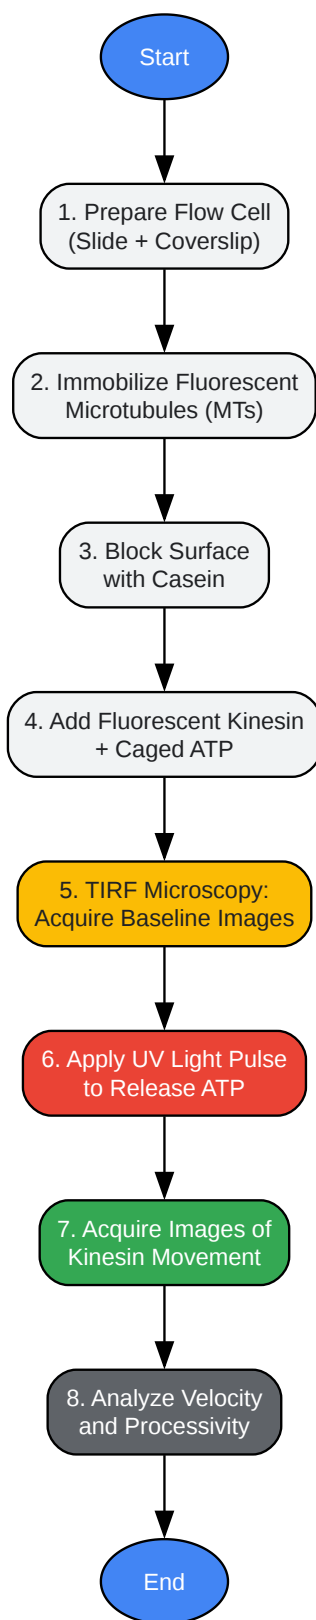 Start
1. Prepare Flow Cell
(Slide + Coverslip)
2. Immobilize Fluorescent
Microtubules (MTs)
3. Block Surface
with Casein
4. Add Fluorescent Kinesin
+ Caged ATP
5. TIRF Microscopy:
Acquire Baseline Images
6. Apply UV Light Pulse
to Release ATP
7. Acquire Images of
Kinesin Movement
8. Analyze Velocity
and Processivity
End